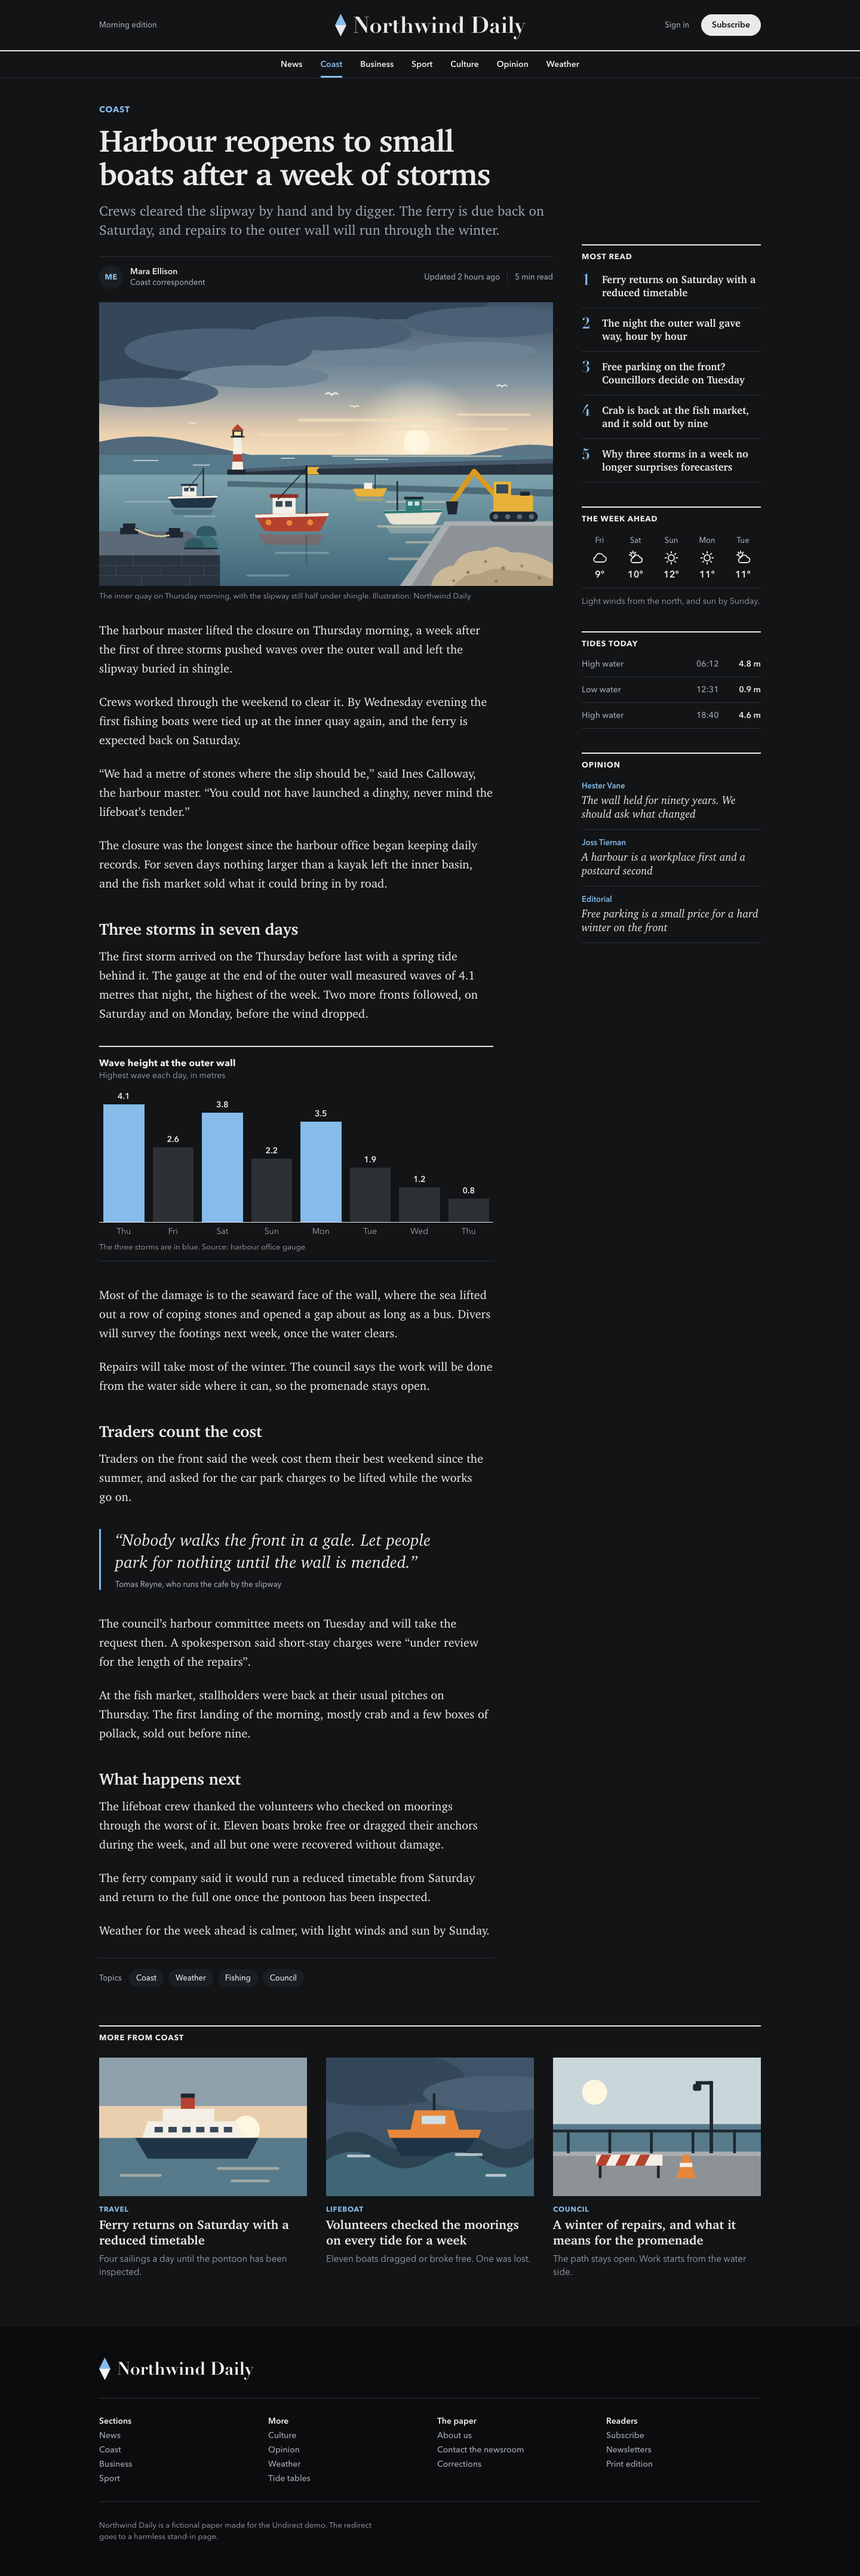 Morning edition
Northwind Daily
Sign in
Subscribe
News
Coast
Business
Sport
Culture
Opinion
Weather
COAST
Harbour reopens to small
boats after a week of storms
Crews cleared the slipway by hand and by digger. The ferry is due back on
Saturday, and repairs to the outer wall will run through the winter.
ME
Mara Ellison
Coast correspondent
Updated 2 hours ago
5 min read
The inner quay on Thursday morning, with the slipway still half under shingle. Illustration: Northwind Daily
The harbour master lifted the closure on Thursday morning, a week after
the first of three storms pushed waves over the outer wall and left the
slipway buried in shingle.
Crews worked through the weekend to clear it. By Wednesday evening the
first fishing boats were tied up at the inner quay again, and the ferry is
expected back on Saturday.
“We had a metre of stones where the slip should be,” said Ines Calloway,
the harbour master. “You could not have launched a dinghy, never mind the
lifeboat’s tender.”
The closure was the longest since the harbour office began keeping daily
records. For seven days nothing larger than a kayak left the inner basin,
and the fish market sold what it could bring in by road.
Three storms in seven days
The first storm arrived on the Thursday before last with a spring tide
behind it. The gauge at the end of the outer wall measured waves of 4.1
metres that night, the highest of the week. Two more fronts followed, on
Saturday and on Monday, before the wind dropped.
Wave height at the outer wall
Highest wave each day, in metres
4.1
2.6
3.8
2.2
3.5
1.9
1.2
0.8
Thu
Fri
Sat
Sun
Mon
Tue
Wed
Thu
The three storms are in blue. Source: harbour office gauge
Most of the damage is to the seaward face of the wall, where the sea lifted
out a row of coping stones and opened a gap about as long as a bus. Divers
will survey the footings next week, once the water clears.
Repairs will take most of the winter. The council says the work will be done
from the water side where it can, so the promenade stays open.
Traders count the cost
Traders on the front said the week cost them their best weekend since the
summer, and asked for the car park charges to be lifted while the works
go on.
“Nobody walks the front in a gale. Let people
park for nothing until the wall is mended.”
Tomas Reyne, who runs the cafe by the slipway
The council’s harbour committee meets on Tuesday and will take the
request then. A spokesperson said short-stay charges were “under review
for the length of the repairs”.
At the fish market, stallholders were back at their usual pitches on
Thursday. The first landing of the morning, mostly crab and a few boxes of
pollack, sold out before nine.
What happens next
The lifeboat crew thanked the volunteers who checked on moorings
through the worst of it. Eleven boats broke free or dragged their anchors
during the week, and all but one were recovered without damage.
The ferry company said it would run a reduced timetable from Saturday
and return to the full one once the pontoon has been inspected.
Weather for the week ahead is calmer, with light winds and sun by Sunday.
Topics
Coast
Weather
Fishing
Council
MOST READ
1
Ferry returns on Saturday with a
reduced timetable
2
The night the outer wall gave
way, hour by hour
3
Free parking on the front?
Councillors decide on Tuesday
4
Crab is back at the fish market,
and it sold out by nine
5
Why three storms in a week no
longer surprises forecasters
THE WEEK AHEAD
Fri
Sat
Sun
Mon
Tue
9°
10°
12°
11°
11°
Light winds from the north, and sun by Sunday.
TIDES TODAY
High water 06:12 4.8 m
Low water 12:31 0.9 m
High water 18:40 4.6 m
OPINION
Hester Vane
The wall held for ninety years. We
should ask what changed
Joss Tiernan
A harbour is a workplace first and a
postcard second
Editorial
Free parking is a small price for a hard
winter on the front
MORE FROM COAST
TRAVEL
Ferry returns on Saturday with a
reduced timetable
Four sailings a day until the pontoon has been
inspected.
LIFEBOAT
Volunteers checked the moorings
on every tide for a week
Eleven boats dragged or broke free. One was lost.
COUNCIL
A winter of repairs, and what it
means for the promenade
The path stays open. Work starts from the water
side.
Northwind Daily
Sections
News
Coast
Business
Sport
More
Culture
Opinion
Weather
Tide tables
The paper
About us
Contact the newsroom
Corrections
Readers
Subscribe
Newsletters
Print edition
Northwind Daily is a fictional paper made for the Undirect demo. The redirect
goes to a harmless stand-in page.